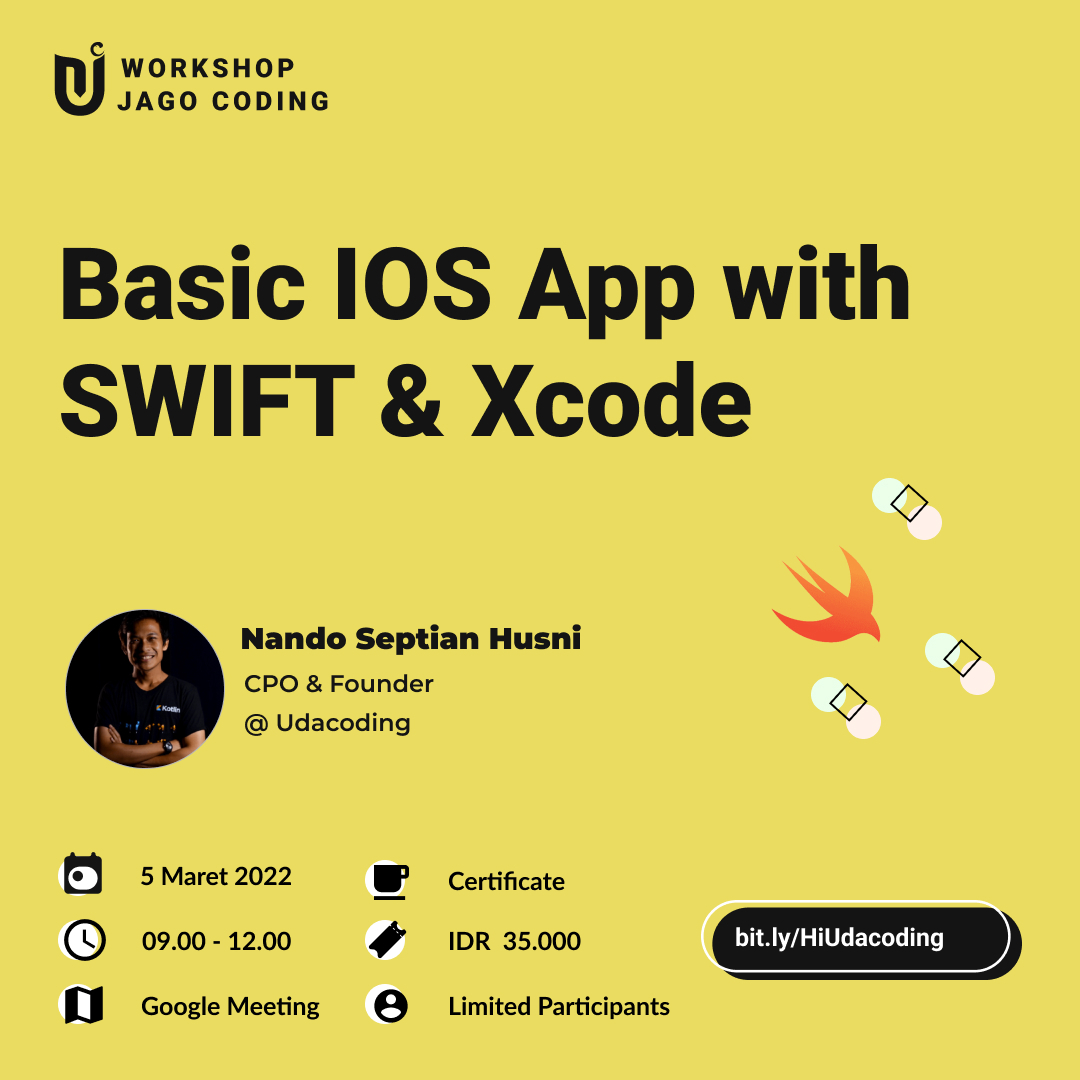 WORKSHOP
JAGO CODING
Basic IOS App with
SWIFT & Xcode
Nando Septian Husni
CPO & Founder
@ Udacoding
Kotlin
5 Maret 2022
09.00 - 12.00
Google Meeting
Certificate
IDR 35.000
Limited Participants
bit.ly/HiUdacoding